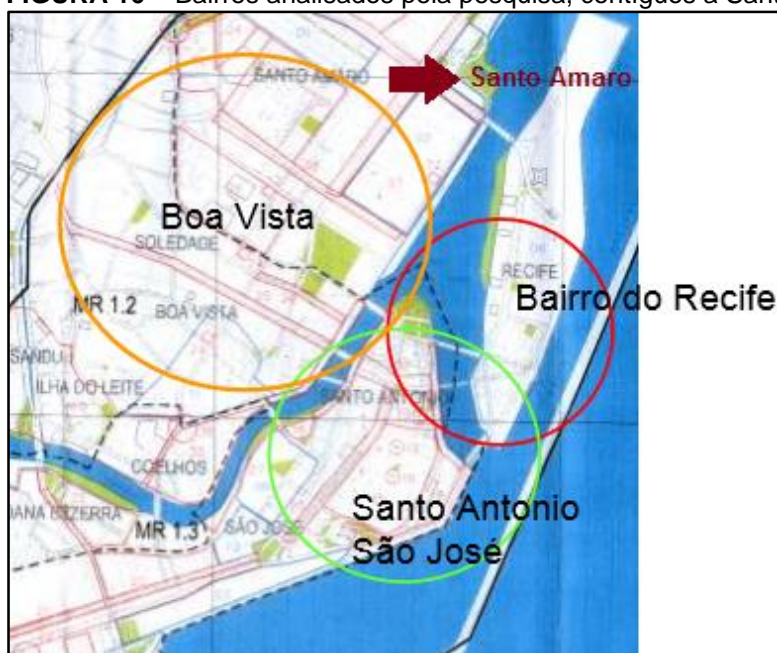 FIGURA 10 – Bairros analisados pela pesquisa, contíguos a Sant
SANTO AMARO
Santo Amaro
Boa Vista
SOLEDADE
RECIFE
Bairro do Recife
MR 1.2
BOA VISTA
ILHA DO LEITE
SANTO ANTONIO
COELHOS
Santo Antonio
São José
MR 1.3
SÃO JOSÉ